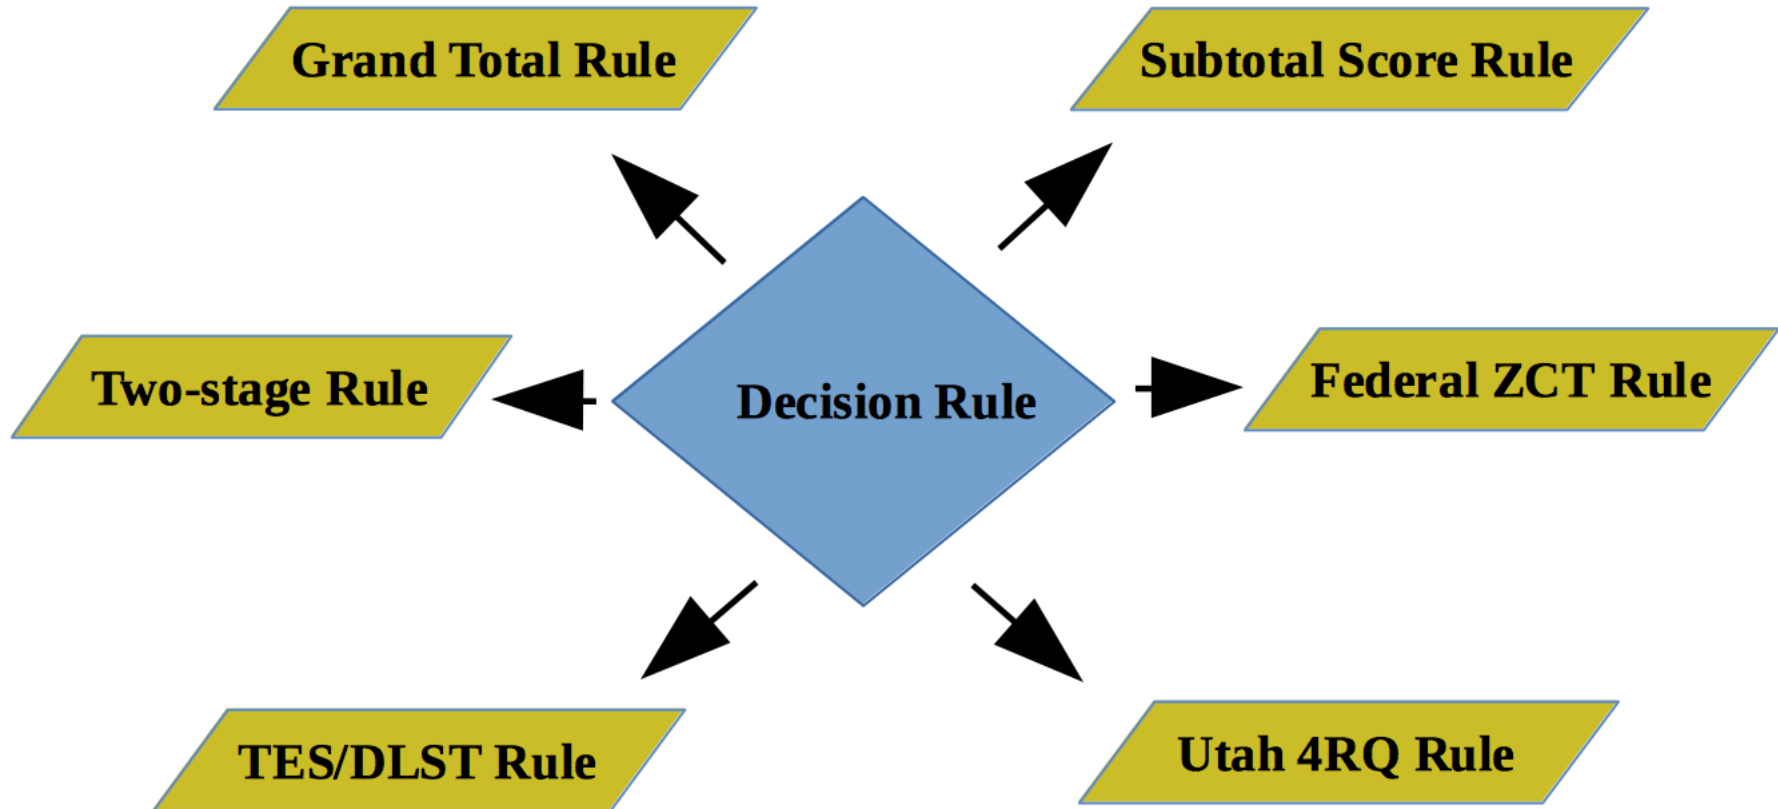 Grand Total Rule
Subtotal Score Rule
Two-stage Rule
Decision Rule
Federal ZCT Rule
TES/DLST Rule
Utah 4RQ Rule